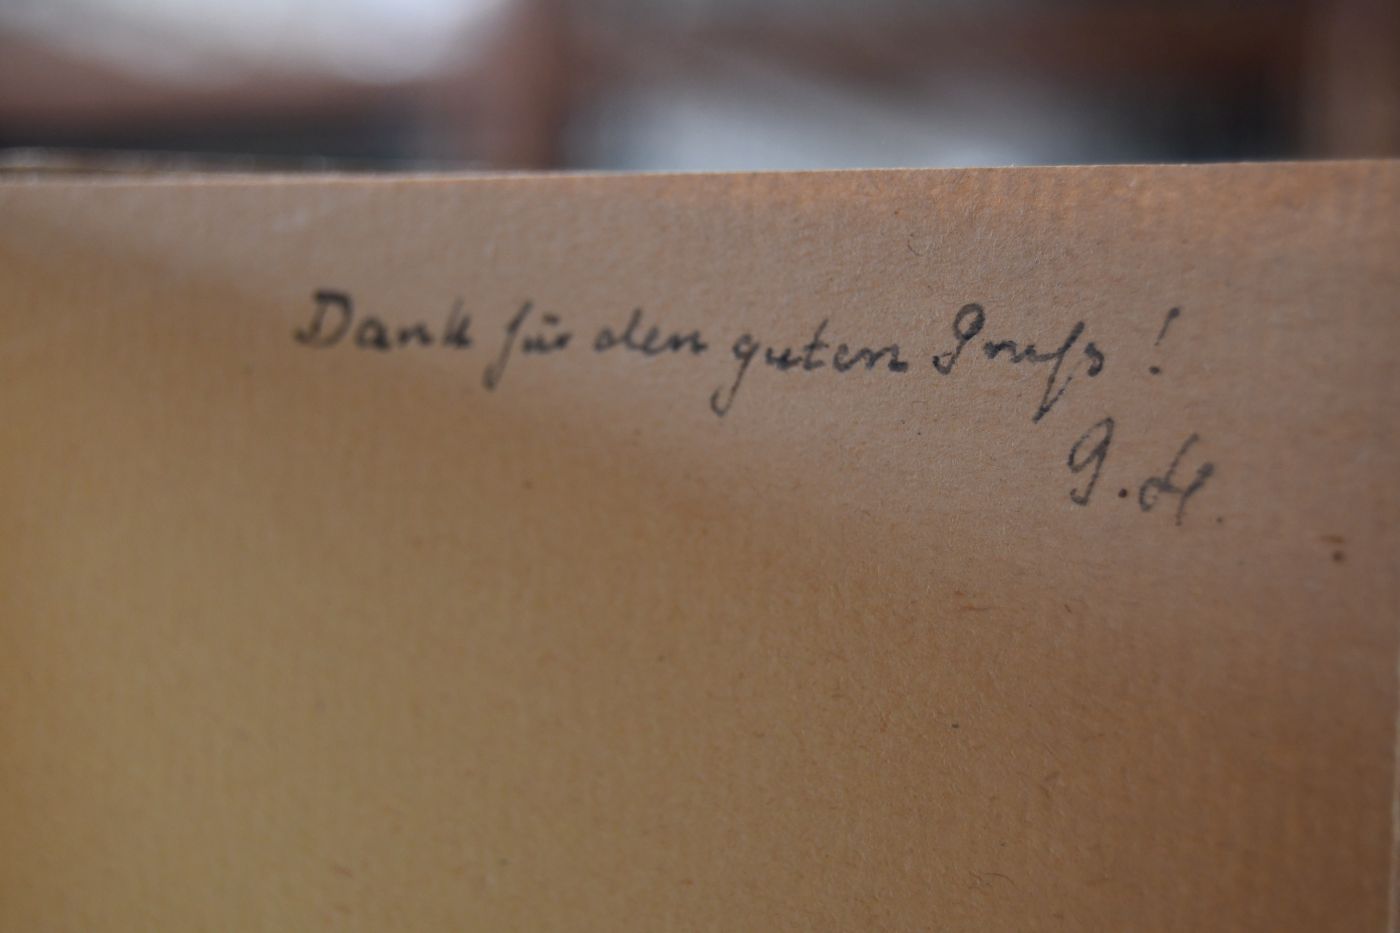 Dank für den guten Gruß!
G. H.